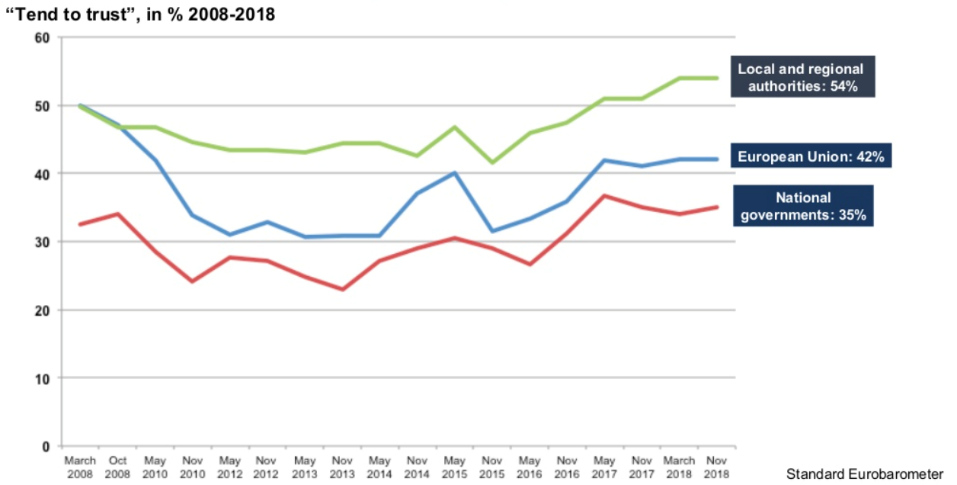 “Tend to trust”, in % 2008-2018
60
50
40
30
20
10
0
Local and regional
authorities: 54%
European Union: 42%
National
governments: 35%
March Oct May Nov May Nov May Nov May Nov May Nov May Nov May Nov March Nov
2008 2008 2010 2010 2012 2012 2013 2013 2014 2014 2015 2015 2016 2016 2017 2017 2018 2018
Standard Eurobarometer